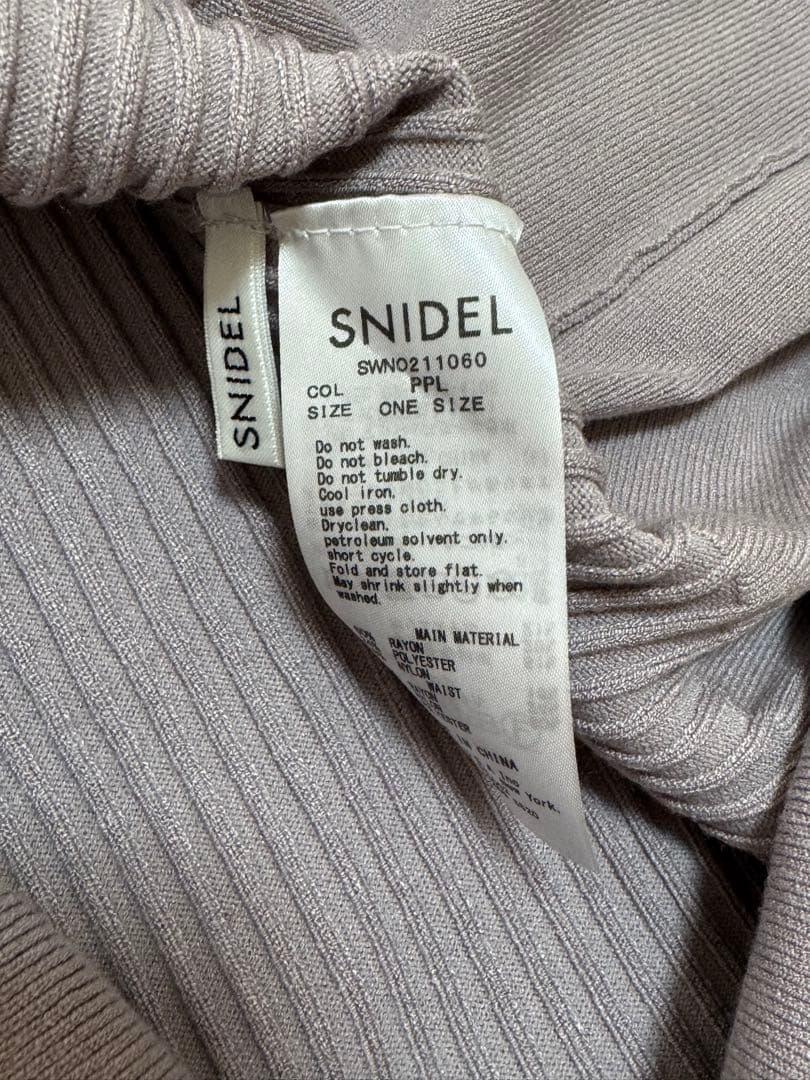 SNIDEL
SNIDEL
SWNO211060
COL PPL
SIZE ONE SIZE
Do not wash.
Do not bleach.
Do not tumble dry.
Cool iron.
use press cloth.
Dryclean.
petroleum solvent only.
short cycle.
Fold and store flat.
May shrink slightly when
washed.
MAIN MATERIAL
RAYON
POLYESTER
NYLON
WAIST
IN CHINA
York.